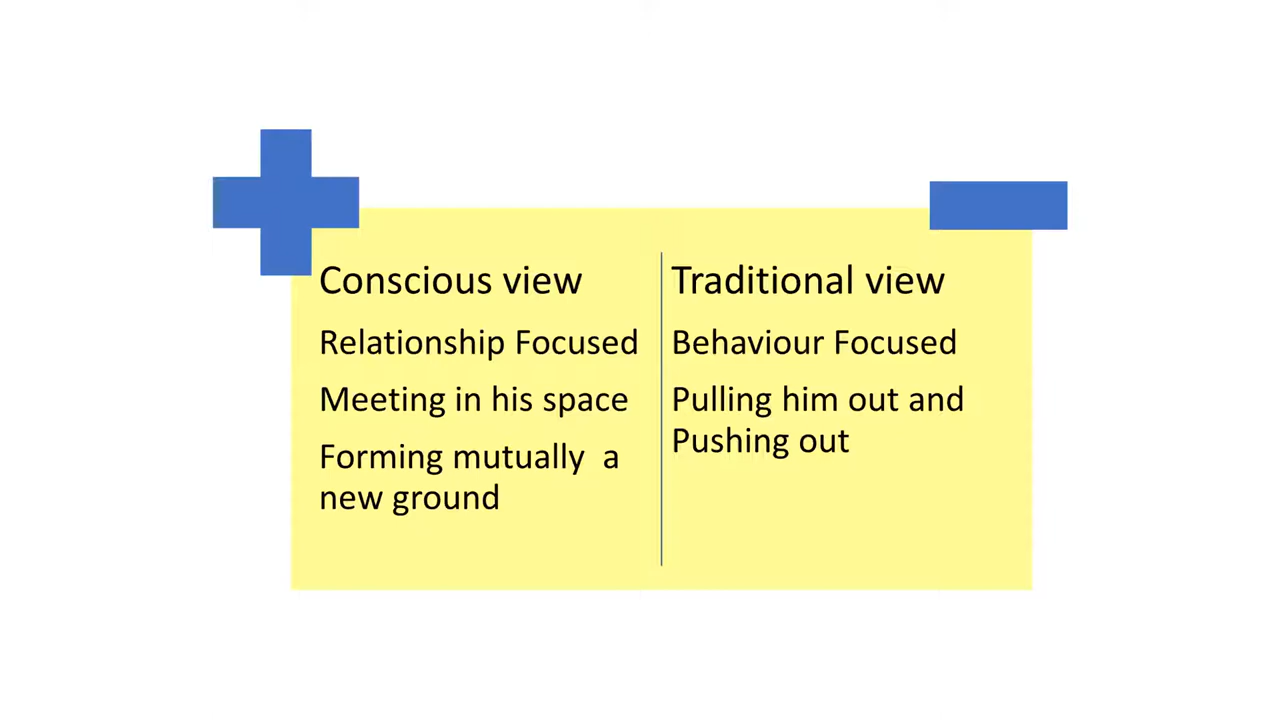 Conscious view
Relationship Focused
Meeting in his space
Forming mutually  a
new ground
Traditional view
Behaviour Focused
Pulling him out and
Pushing out